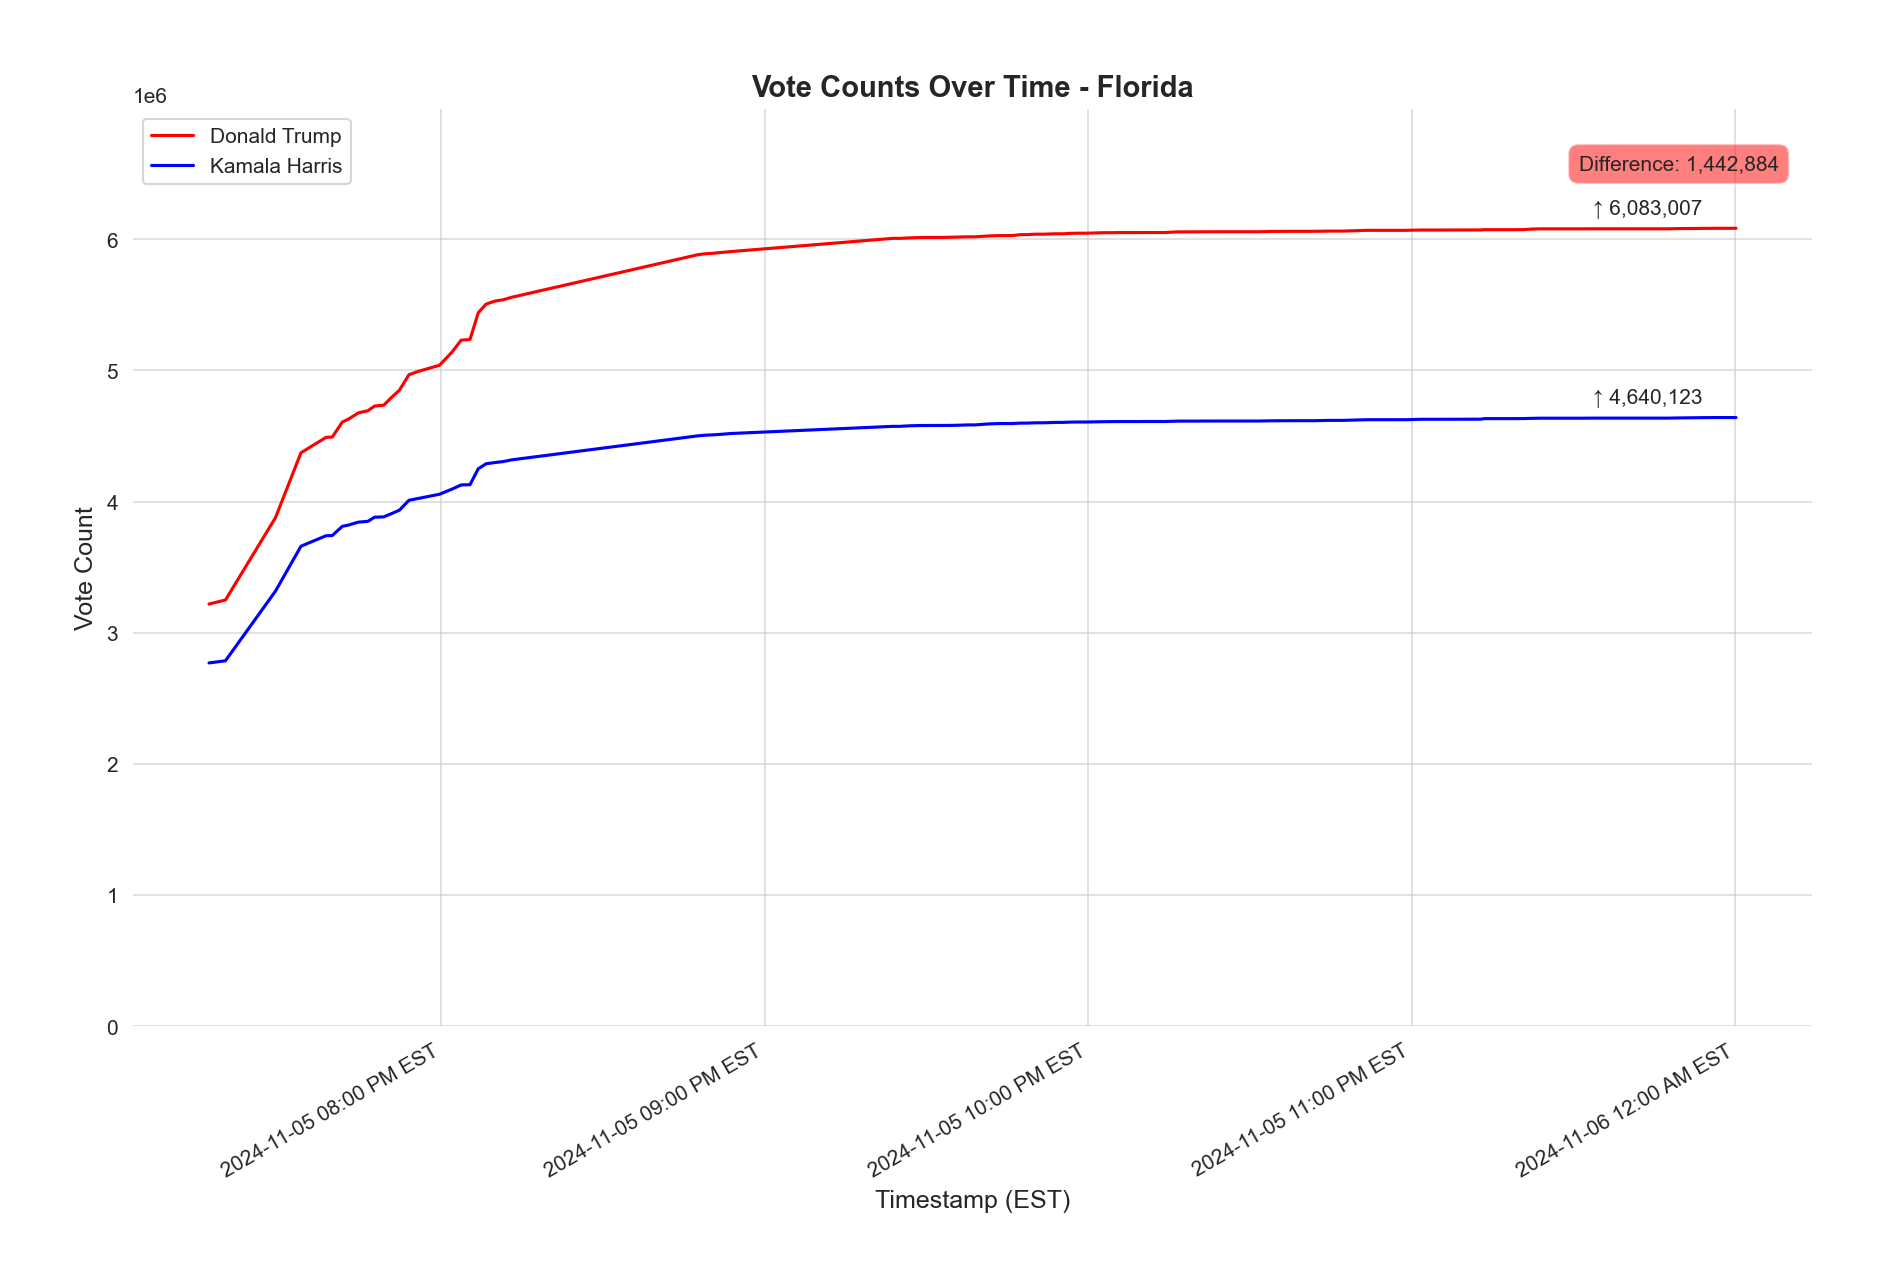 Vote Counts Over Time - Florida
1e6
Donald Trump
Kamala Harris
Difference: 1,442,884
↑ 6,083,007
↑ 4,640,123
6
5
4
3
2
1
0
Vote Count
2024-11-05 08:00 PM EST
2024-11-05 09:00 PM EST
2024-11-05 10:00 PM EST
2024-11-05 11:00 PM EST
2024-11-06 12:00 AM EST
Timestamp (EST)